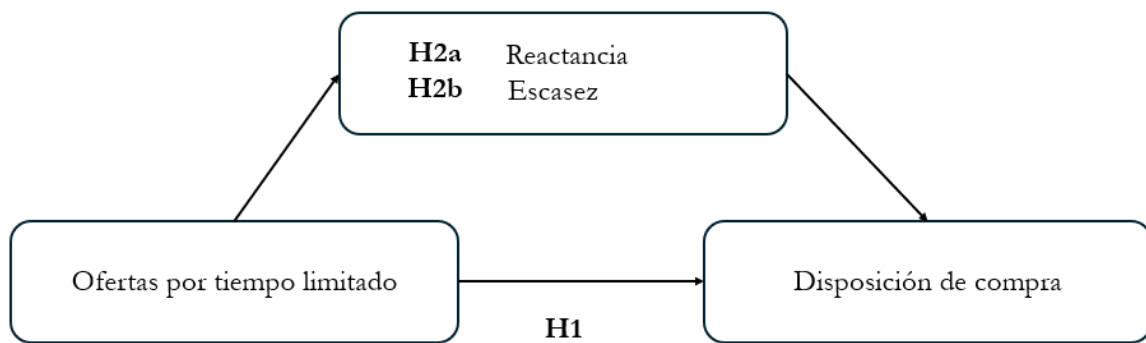 H2a Reactancia
H2b Escasez
Ofertas por tiempo limitado
Disposición de compra
H1